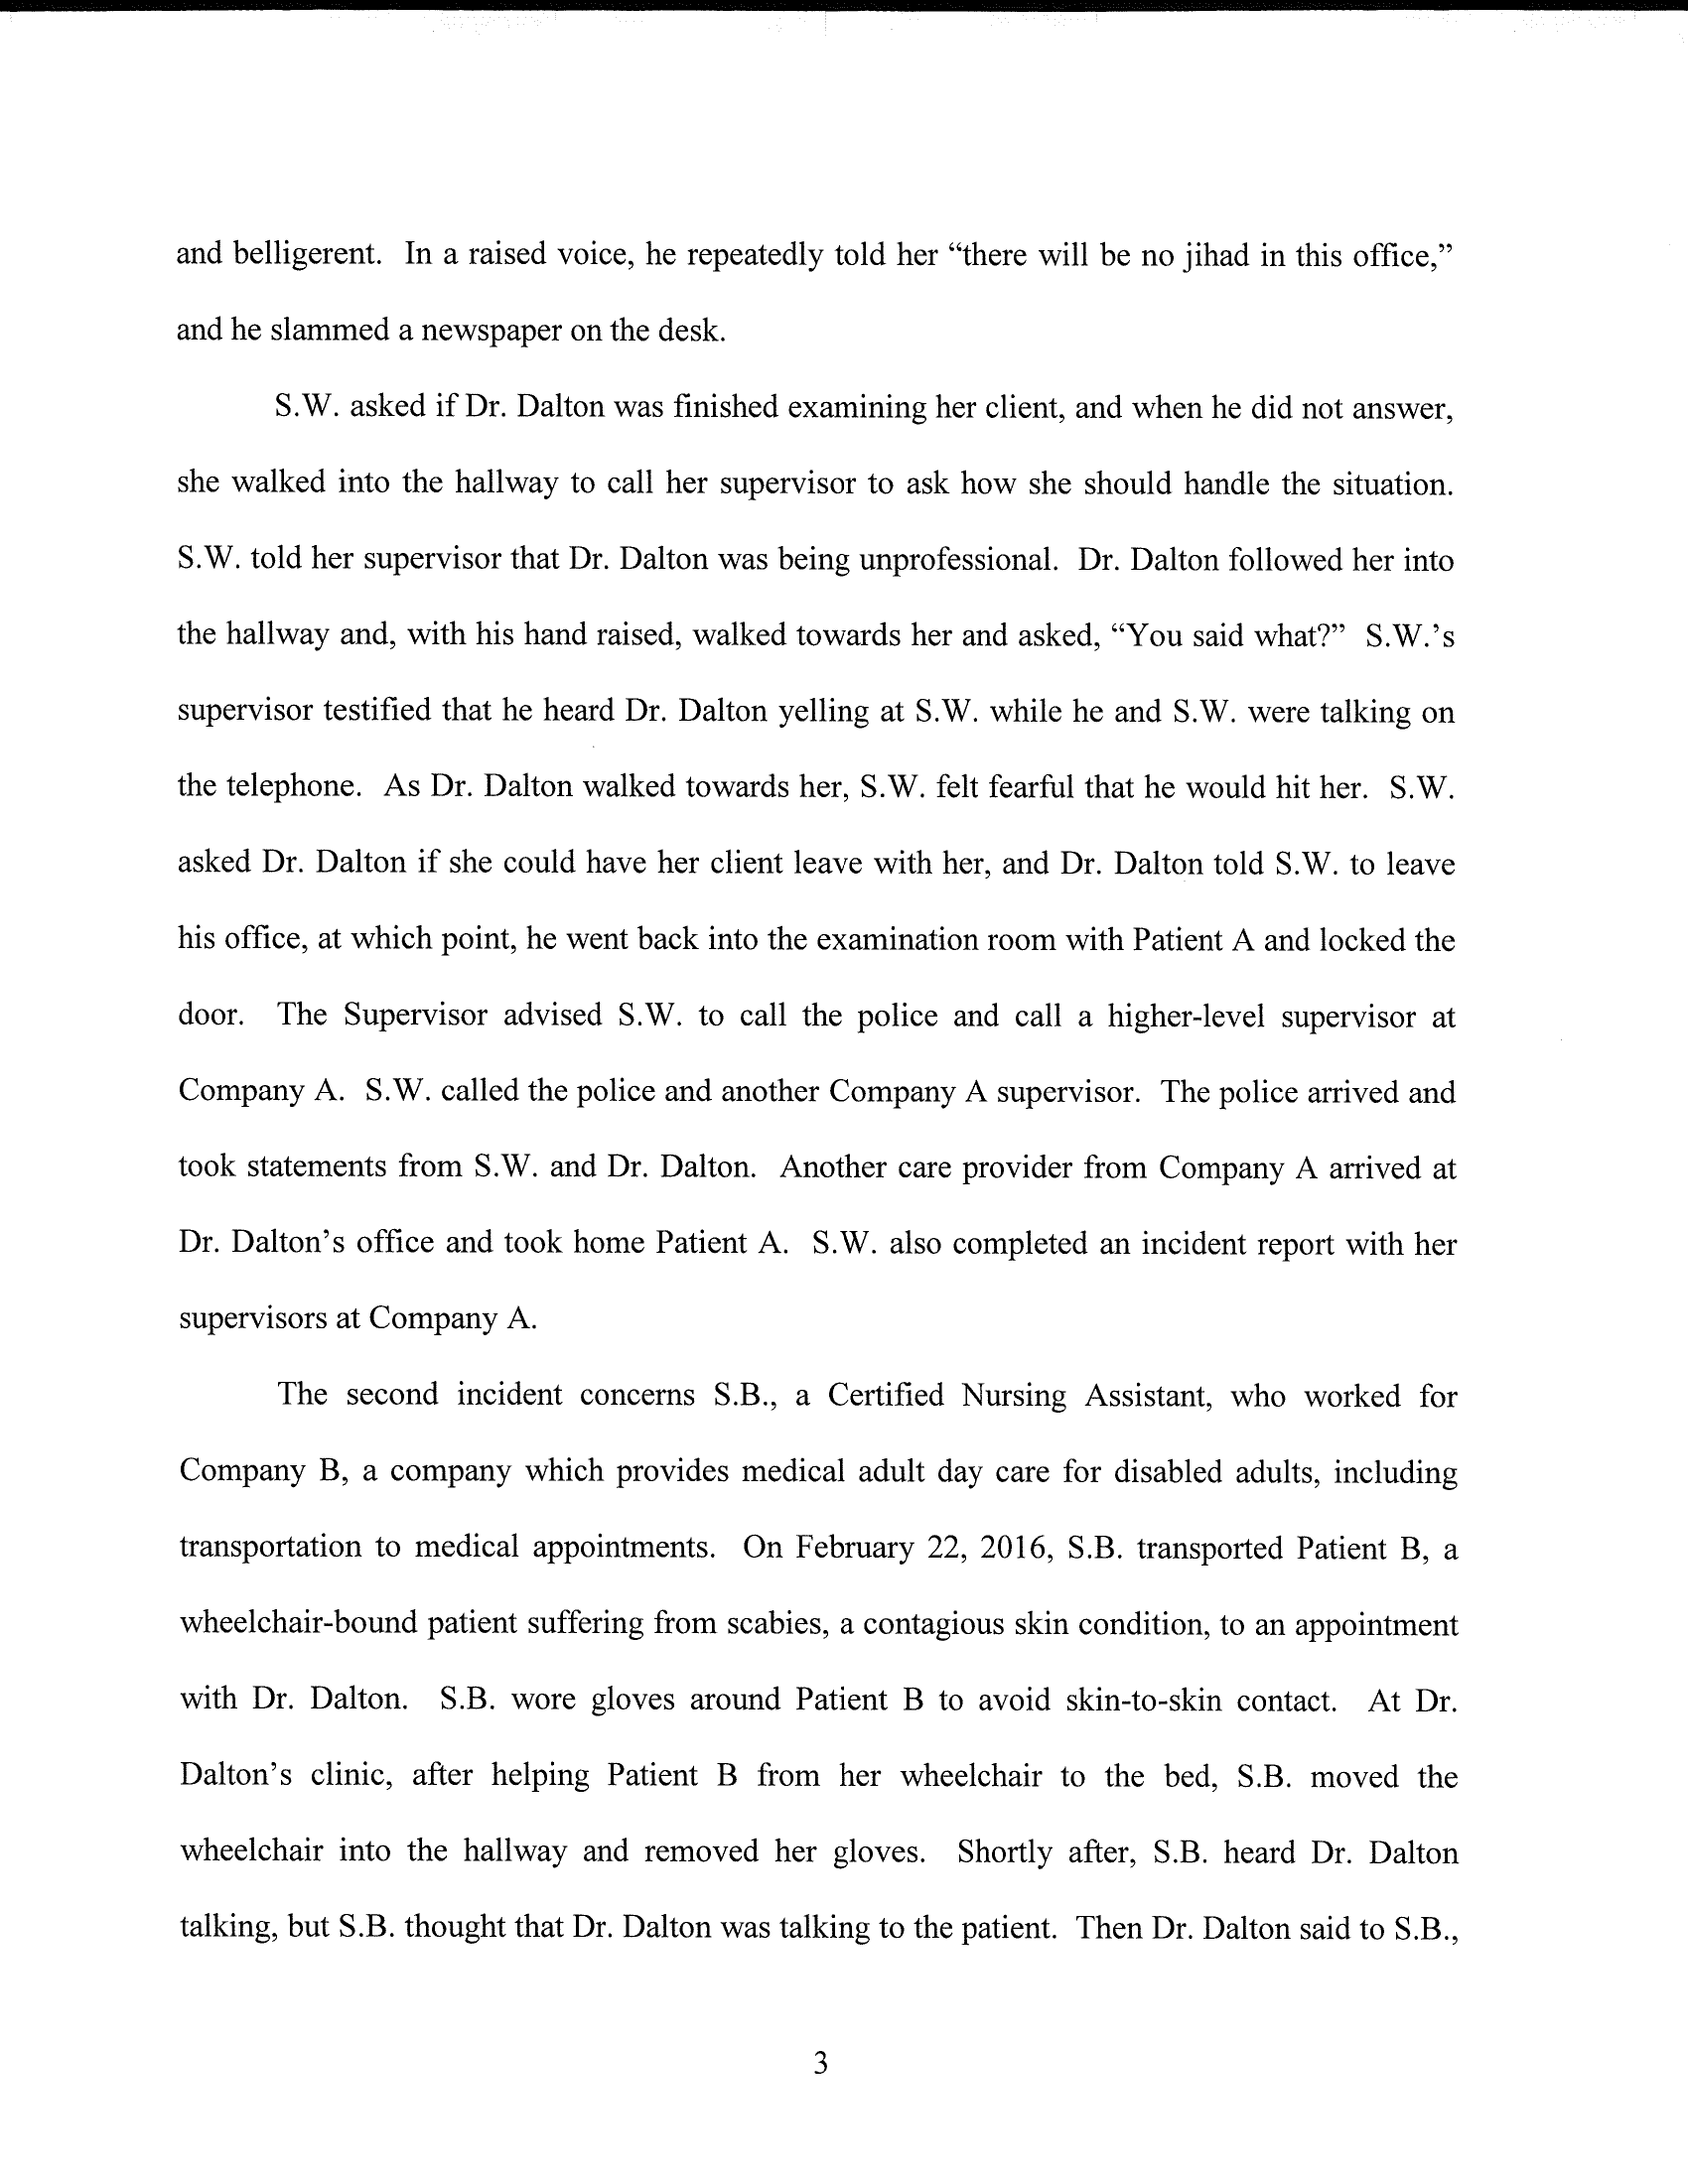 and belligerent. In a raised voice, he repeatedly told her “there will be no jihad in this office,”
and he slammed a newspaper on the desk.
S.W. asked if Dr. Dalton was finished examining her client, and when he did not answer,
she walked into the hallway to call her supervisor to ask how she should handle the situation.
S.W. told her supervisor that Dr. Dalton was being unprofessional. Dr. Dalton followed her into
the hallway and, with his hand raised, walked towards her and asked, “You said what?” S.W.’s
supervisor testified that he heard Dr. Dalton yelling at S.W. while he and S.W. were talking on
the telephone. As Dr. Dalton walked towards her, S.W. felt fearful that he would hit her. S.W.
asked Dr. Dalton if she could have her client leave with her, and Dr. Dalton told S.W. to leave
his office, at which point, he went back into the examination room with Patient A and locked the
door. The Supervisor advised S.W. to call the police and call a higher-level supervisor at
Company A. S.W. called the police and another Company A supervisor. The police arrived and
took statements from S.W. and Dr. Dalton. Another care provider from Company A arrived at
Dr. Dalton’s office and took home Patient A. S.W. also completed an incident report with her
supervisors at Company A.
The second incident concerns S.B., a Certified Nursing Assistant, who worked for
Company B, a company which provides medical adult day care for disabled adults, including
transportation to medical appointments. On February 22, 2016, S.B. transported Patient B, a
wheelchair-bound patient suffering from scabies, a contagious skin condition, to an appointment
with Dr. Dalton. S.B. wore gloves around Patient B to avoid skin-to-skin contact. At Dr.
Dalton’s clinic, after helping Patient B from her wheelchair to the bed, S.B. moved the
wheelchair into the hallway and removed her gloves. Shortly after, S.B. heard Dr. Dalton
talking, but S.B. thought that Dr. Dalton was talking to the patient. Then Dr. Dalton said to S.B.,
3